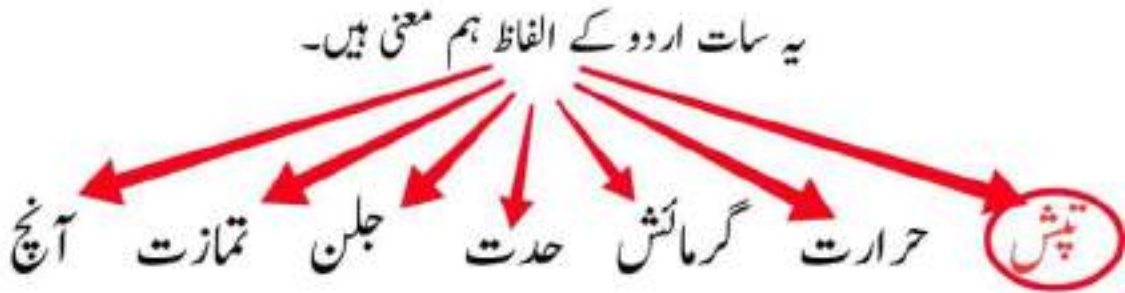 یہ سات اردو کے الفاظ ہم معنی ہیں۔
تپش حرارت گرمائش حدت جلن تمازت آنچ